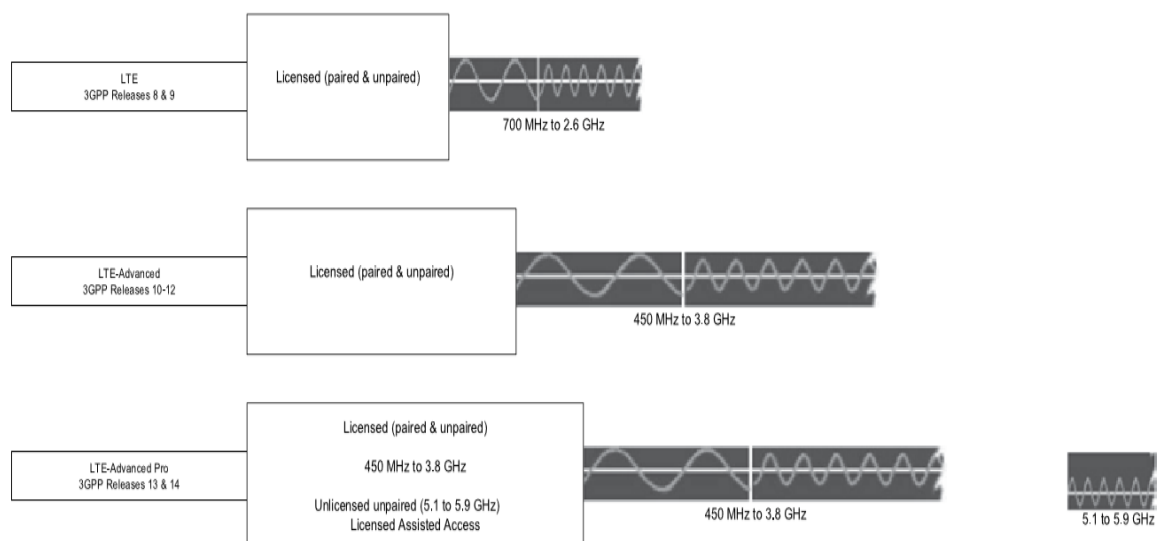 LTE
3GPP Releases 8 & 9
Licensed (paired & unpaired)
700 MHz to 2.6 GHz
LTE-Advanced
3GPP Releases 10-12
Licensed (paired & unpaired)
450 MHz to 3.8 GHz
LTE-Advanced Pro
3GPP Releases 13 & 14
Licensed (paired & unpaired)
450 MHz to 3.8 GHz
Unlicensed unpaired (5.1 to 5.9 GHz)
Licensed Assisted Access
450 MHz to 3.8 GHz
5.1 to 5.9 GHz